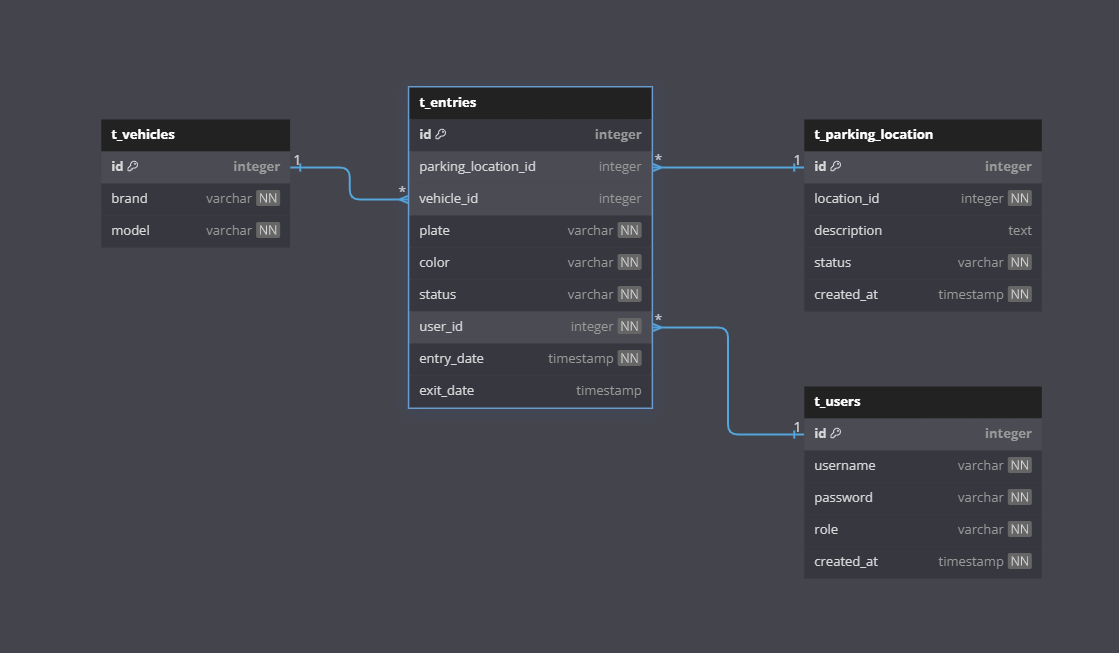 t_vehicles
id integer
brand varchar NN
model varchar NN
1
*
t_entries
id integer
parking_location_id integer
vehicle_id integer
plate varchar NN
color varchar NN
status varchar NN
user_id integer NN
entry_date timestamp NN
exit_date timestamp
*
1
*
1
t_parking_location
id integer
location_id integer NN
description text
status varchar NN
created_at timestamp NN
t_users
id integer
username varchar NN
password varchar NN
role varchar NN
created_at timestamp NN